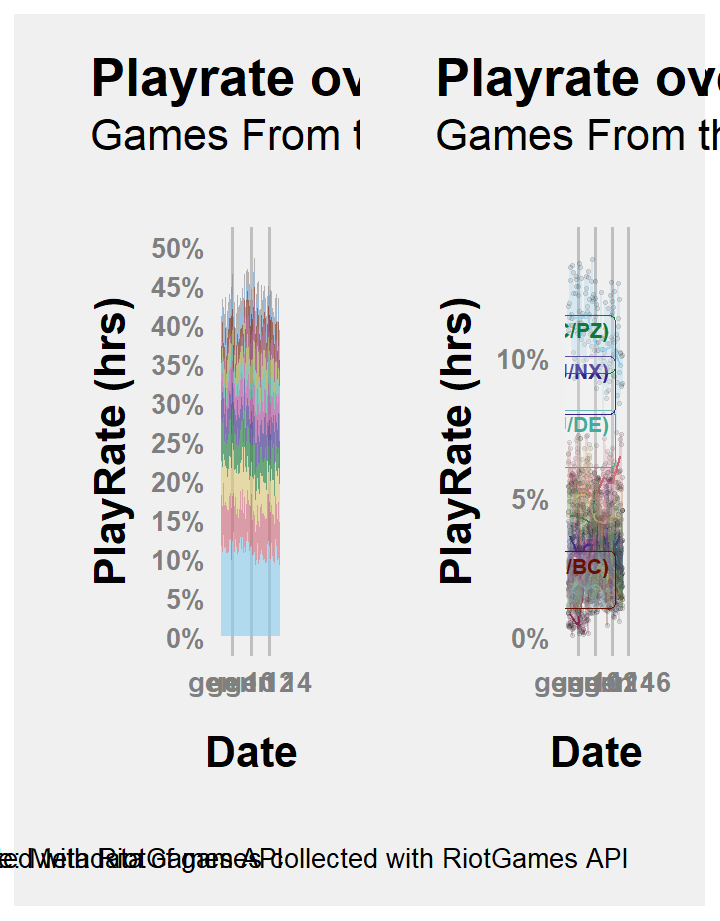 Playrate ov
Games From t
PlayRate (hrs)
50%
45%
40%
35%
30%
25%
20%
15%
10%
5%
0%
Date
Playrate ove
Games From th
PlayRate (hrs)
10%
5%
0%
C/PZ)
/NX)
/DE)
/BC)
Date
collected with RiotGames API